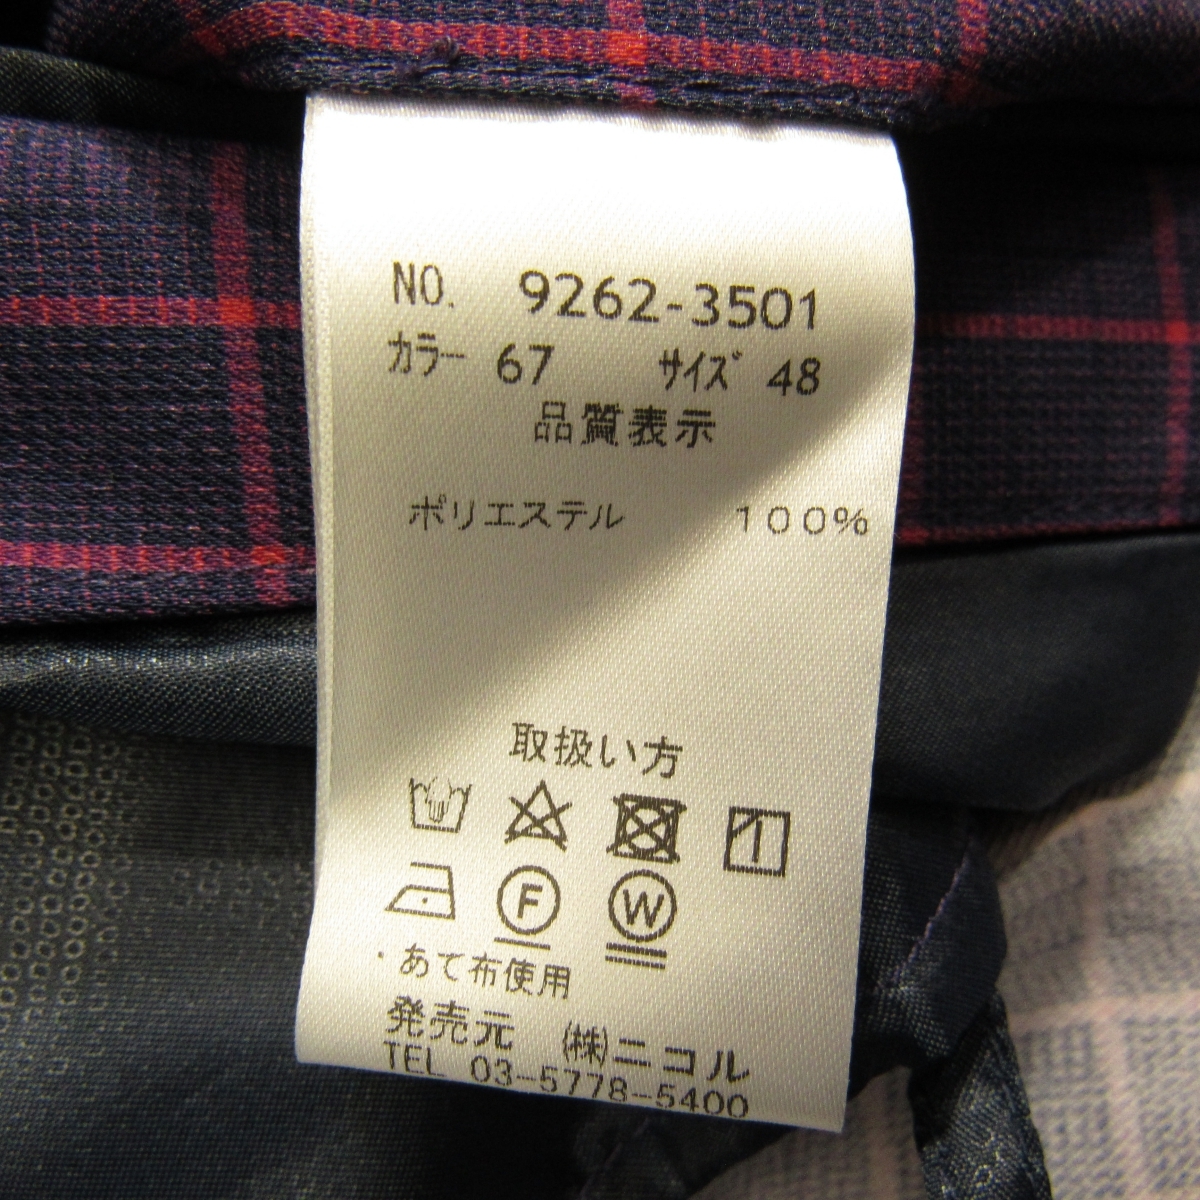 NO. 9262-3501
カラー 67 サイズ 48
品質表示
ポリエステル 100%
取扱い方
F W
・あて布使用
発売元 ㈱ニコル
TEL 03-5778-5400